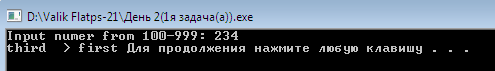 D:\Valik Flatps-21\День 2(1я задача(а)).exe
Input numer from 100-999: 234
third > first Для продолжения нажмите любую клавишу . . .